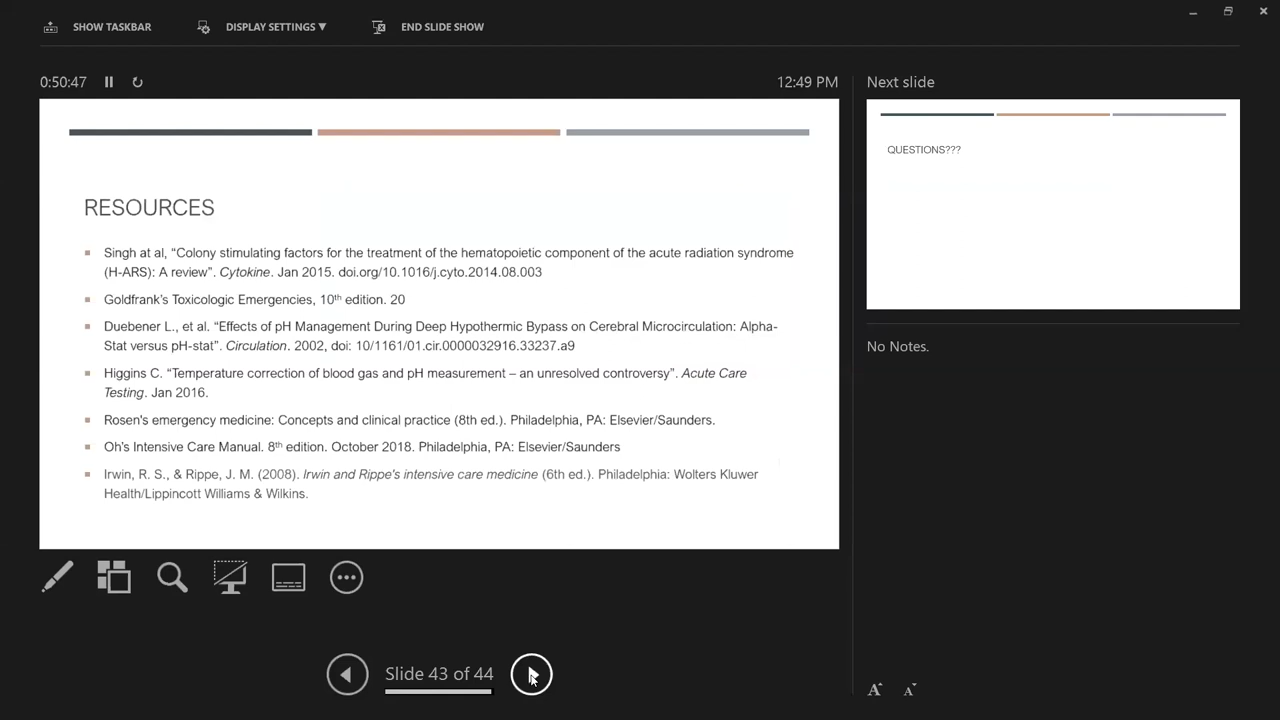 SHOW TASKBAR
DISPLAY SETTINGS ▼
END SLIDE SHOW
0:50:47
12:49 PM
RESOURCES
Singh at al, “Colony stimulating factors for the treatment of the hematopoietic component of the acute radiation syndrome
(H-ARS): A review”. Cytokine. Jan 2015. doi.org/10.1016/j.cyto.2014.08.003
Goldfrank's Toxicologic Emergencies, 10th edition. 20
Duebener L., et al. “Effects of pH Management During Deep Hypothermic Bypass on Cerebral Microcirculation: Alpha-
Stat versus pH-stat”. Circulation. 2002, doi: 10/1161/01.cir.0000032916.33237.a9
Higgins C. “Temperature correction of blood gas and pH measurement – an unresolved controversy”. Acute Care
Testing. Jan 2016.
Rosen's emergency medicine: Concepts and clinical practice (8th ed.). Philadelphia, PA: Elsevier/Saunders.
Oh's Intensive Care Manual. 8th edition. October 2018. Philadelphia, PA: Elsevier/Saunders
Irwin, R. S., & Rippe, J. M. (2008). Irwin and Rippe's intensive care medicine (6th ed.). Philadelphia: Wolters Kluwer
Health/Lippincott Williams & Wilkins.
Slide 43 of 44
Next slide
QUESTIONS???
No Notes.
A A